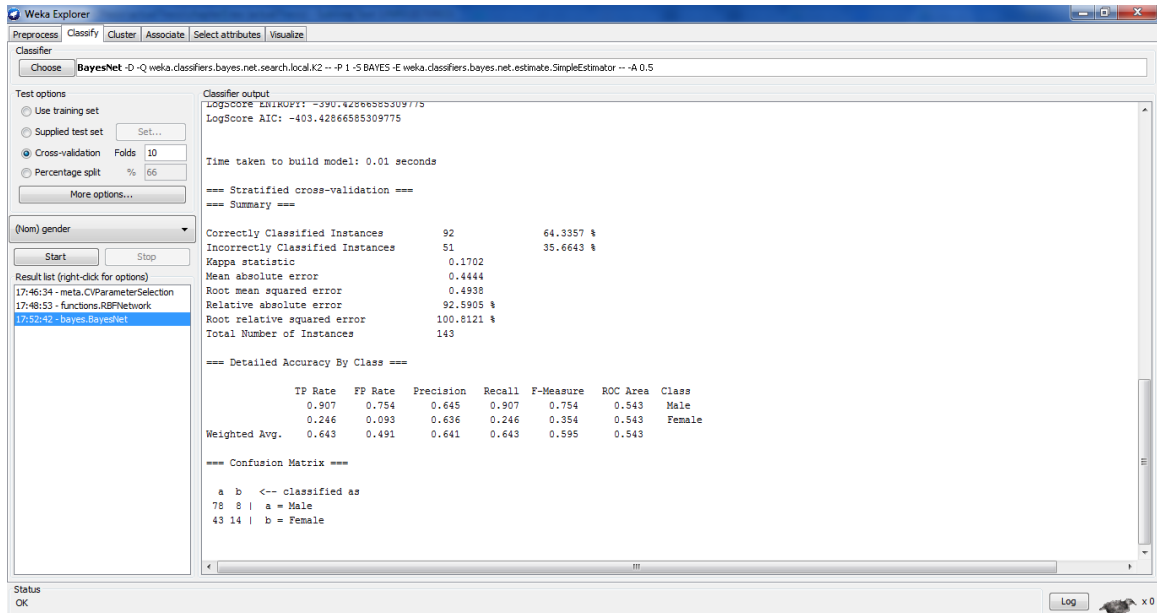 Weka Explorer
Preprocess Classify Cluster Associate Select attributes Visualize
Classifier
Choose BayesNet -D -Q weka.classifiers.bayes.net.search.local.K2 -- -P 1 -S BAYES -E weka.classifiers.bayes.net.estimate.SimpleEstimator -- -A 0.5
Test options
Use training set
Supplied test set Set...
Cross-validation Folds 10
Percentage split % 66
More options...
(Nom) gender
Start Stop
Result list (right-click for options)
17:46:34 - meta.CVParameterSelection
17:48:53 - functions.RBFNetwork
17:52:42 - bayes.BayesNet
Classifier output
LogScore ENTROPY: -390.42866585309775
LogScore AIC: -403.42866585309775
Time taken to build model: 0.01 seconds
=== Stratified cross-validation ===
=== Summary ===
Correctly Classified Instances 92 64.3357 %
Incorrectly Classified Instances 51 35.6643 %
Kappa statistic 0.1702
Mean absolute error 0.4444
Root mean squared error 0.4938
Relative absolute error 92.5905 %
Root relative squared error 100.8121 %
Total Number of Instances 143
=== Detailed Accuracy By Class ===
TP Rate FP Rate Precision Recall F-Measure ROC Area Class
0.907 0.754 0.645 0.907 0.754 0.543 Male
0.246 0.093 0.636 0.246 0.354 0.543 Female
Weighted Avg. 0.643 0.491 0.641 0.643 0.595 0.543
=== Confusion Matrix ===
a b <-- classified as
78 8 | a = Male
43 14 | b = Female
Status
OK
Log x 0